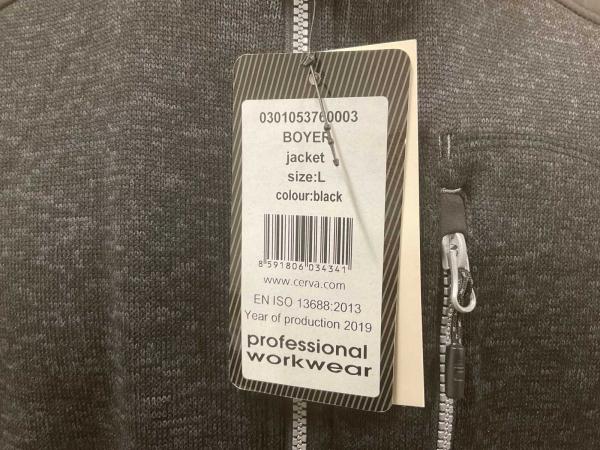 0301053760003
BOYER
jacket
size:L
colour:black
8 591806 034341
www.cerva.com
EN ISO 13688:2013
Year of production 2019
professional
workwear